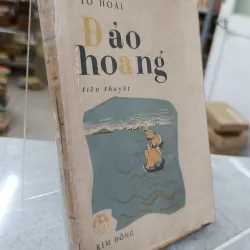 TÔ HOÀI
Đảo
hoang
tiểu thuyết
KIM ĐỒNG